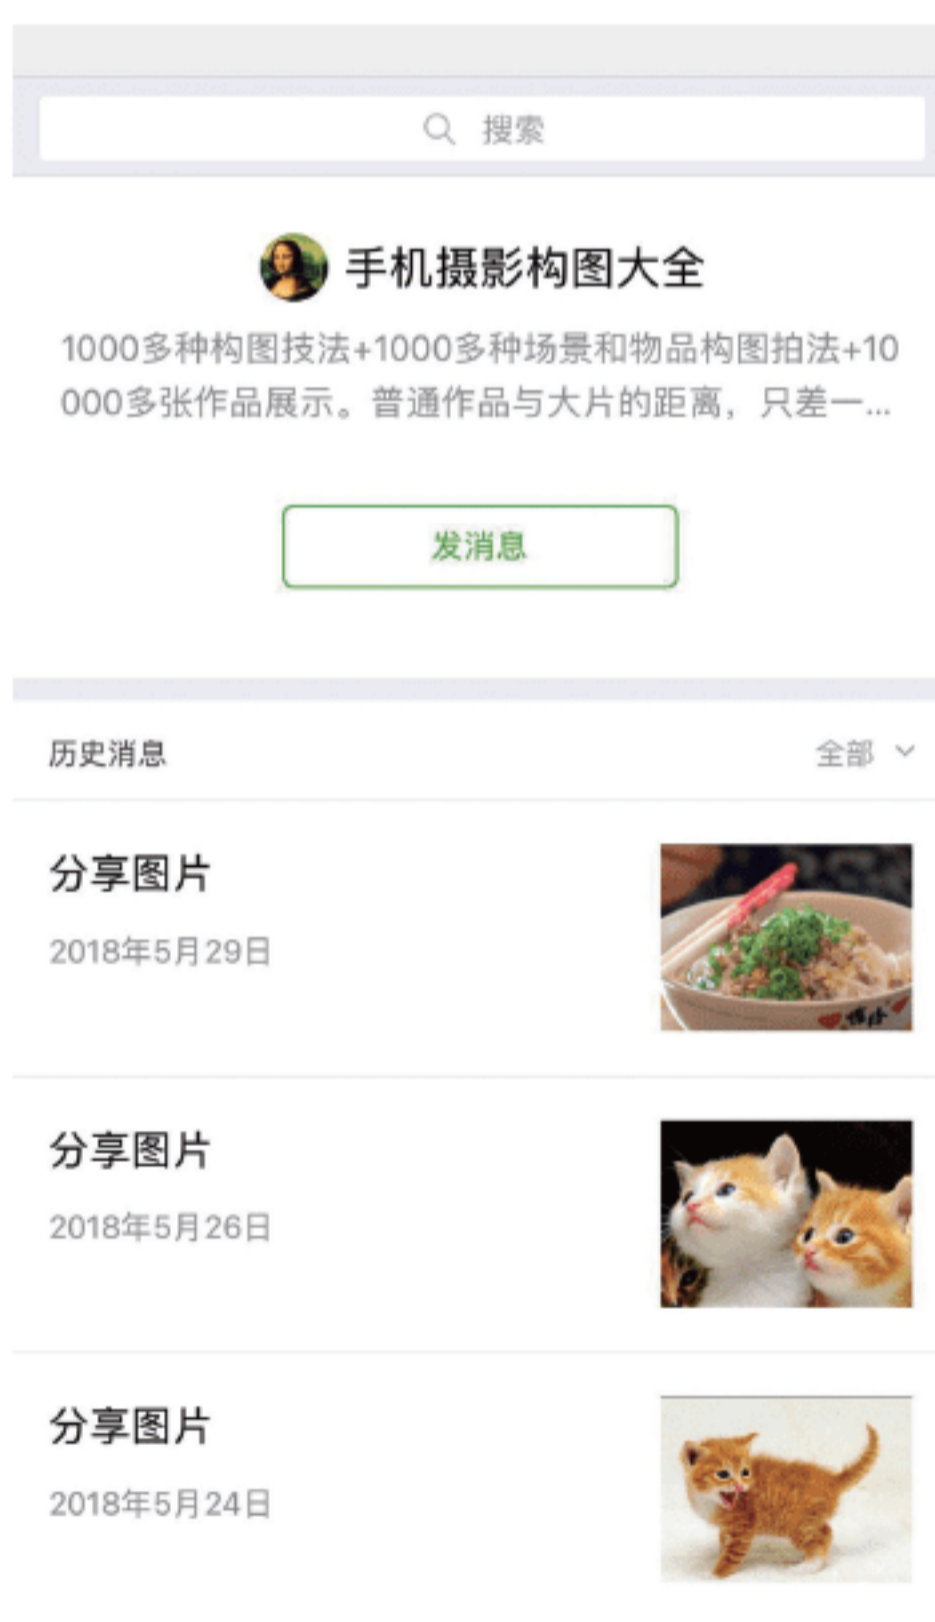 搜索
手机摄影构图大全
1000多种构图技法+1000多种场景和物品构图拍法+10
000多张作品展示。普通作品与大片的距离，只差一...
发消息
历史消息 全部
分享图片
2018年5月29日
分享图片
2018年5月26日
分享图片
2018年5月24日